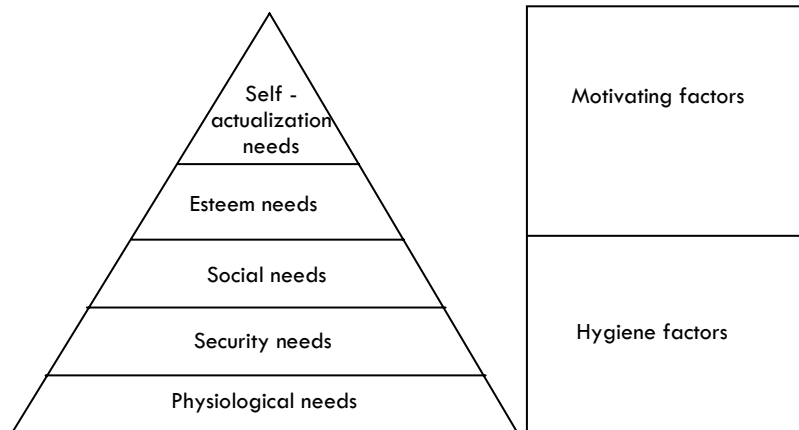 Self -
actualization
needs
Esteem needs
Social needs
Security needs
Physiological needs
Motivating factors
Hygiene factors